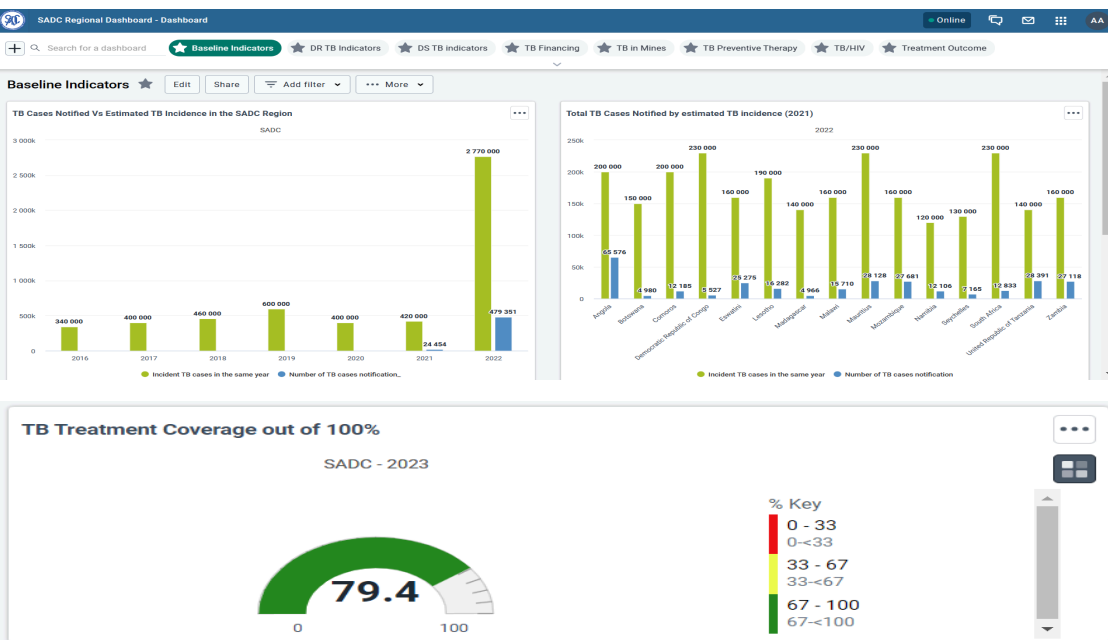 SADC Regional Dashboard - Dashboard
Online
AA
Search for a dashboard
Baseline Indicators
DR TB Indicators
DS TB indicators
TB Financing
TB in Mines
TB Preventive Therapy
TB/HIV
Treatment Outcome
Baseline Indicators
Edit
Share
Add filter
More
TB Cases Notified Vs Estimated TB Incidence in the SADC Region
SADC
3 000k
2 500k
2 000k
1 500k
1 000k
500k
0
340 000
400 000
460 000
600 000
400 000
420 000
24 454
2 770 000
479 351
2016
2017
2018
2019
2020
2021
2022
Incident TB cases in the same year
Number of TB cases notification_
Total TB Cases Notified by estimated TB incidence (2021)
2022
250k
200k
150k
100k
50k
0
200 000
65 576
150 000
4 980
200 000
12 185
230 000
5 527
160 000
25 275
190 000
16 282
140 000
4 966
160 000
15 710
230 000
28 128
160 000
27 681
120 000
12 106
130 000
7 165
230 000
12 833
140 000
28 391
160 000
27 118
Angola
Botswana
Comoros
Democratic Republic of Congo
Eswatini
Lesotho
Madagascar
Malawi
Mauritius
Mozambique
Namibia
Seychelles
South Africa
United Republic of Tanzania
Zambia
Incident TB cases in the same year
Number of TB cases notification
TB Treatment Coverage out of 100%
SADC - 2023
79.4
0
100
% Key
0 - 33
0-<33
33 - 67
33-<67
67 - 100
67-<100